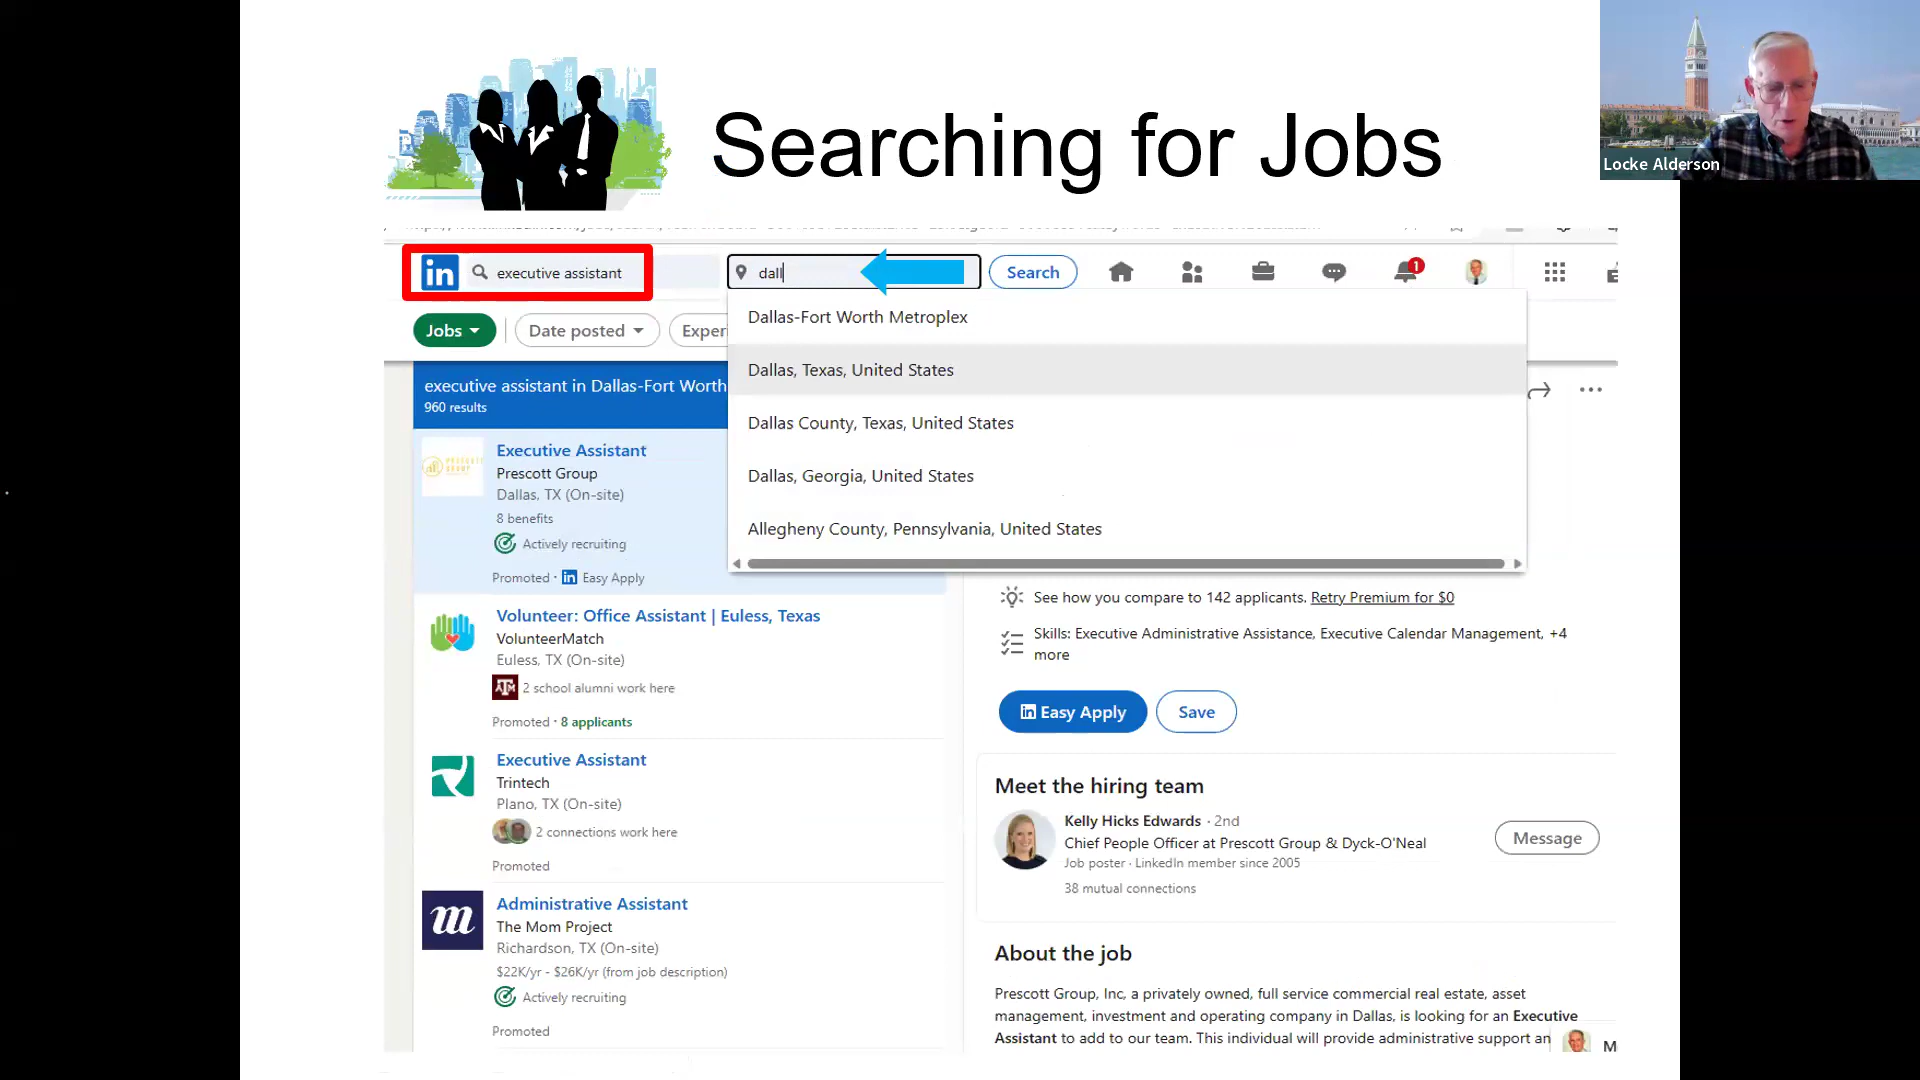 Searching for Jobs
Locke Alderson
in executive assistant
dall
Search
1
Dallas-Fort Worth Metroplex
Dallas, Texas, United States
Dallas County, Texas, United States
Dallas, Georgia, United States
Allegheny County, Pennsylvania, United States
Jobs
Date posted
Exper
executive assistant in Dallas-Fort Worth
960 results
Executive Assistant
Prescott Group
Dallas, TX (On-site)
8 benefits
Actively recruiting
Promoted · in Easy Apply
Volunteer: Office Assistant | Euless, Texas
VolunteerMatch
Euless, TX (On-site)
ATM 2 school alumni work here
Promoted · 8 applicants
Executive Assistant
Trintech
Plano, TX (On-site)
2 connections work here
Promoted
m
Administrative Assistant
The Mom Project
Richardson, TX (On-site)
$22K/yr - $26K/yr (from job description)
Actively recruiting
Promoted
See how you compare to 142 applicants. Retry Premium for $0
Skills: Executive Administrative Assistance, Executive Calendar Management, +4
more
in Easy Apply
Save
Meet the hiring team
Kelly Hicks Edwards · 2nd
Chief People Officer at Prescott Group & Dyck-O'Neal
Job poster · LinkedIn member since 2005
38 mutual connections
Message
About the job
Prescott Group, Inc, a privately owned, full service commercial real estate, asset
management, investment and operating company in Dallas, is looking for an Executive
Assistant to add to our team. This individual will provide administrative support an